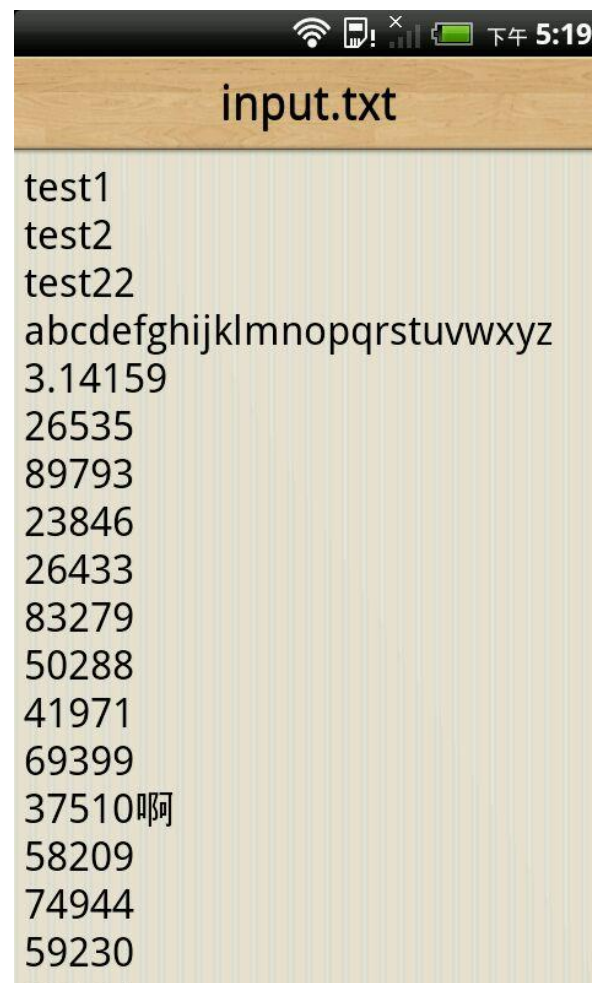 下午 5:19
input.txt
test1
test2
test22
abcdefghijklmnopqrstuvwxyz
3.14159
26535
89793
23846
26433
83279
50288
41971
69399
37510啊
58209
74944
59230